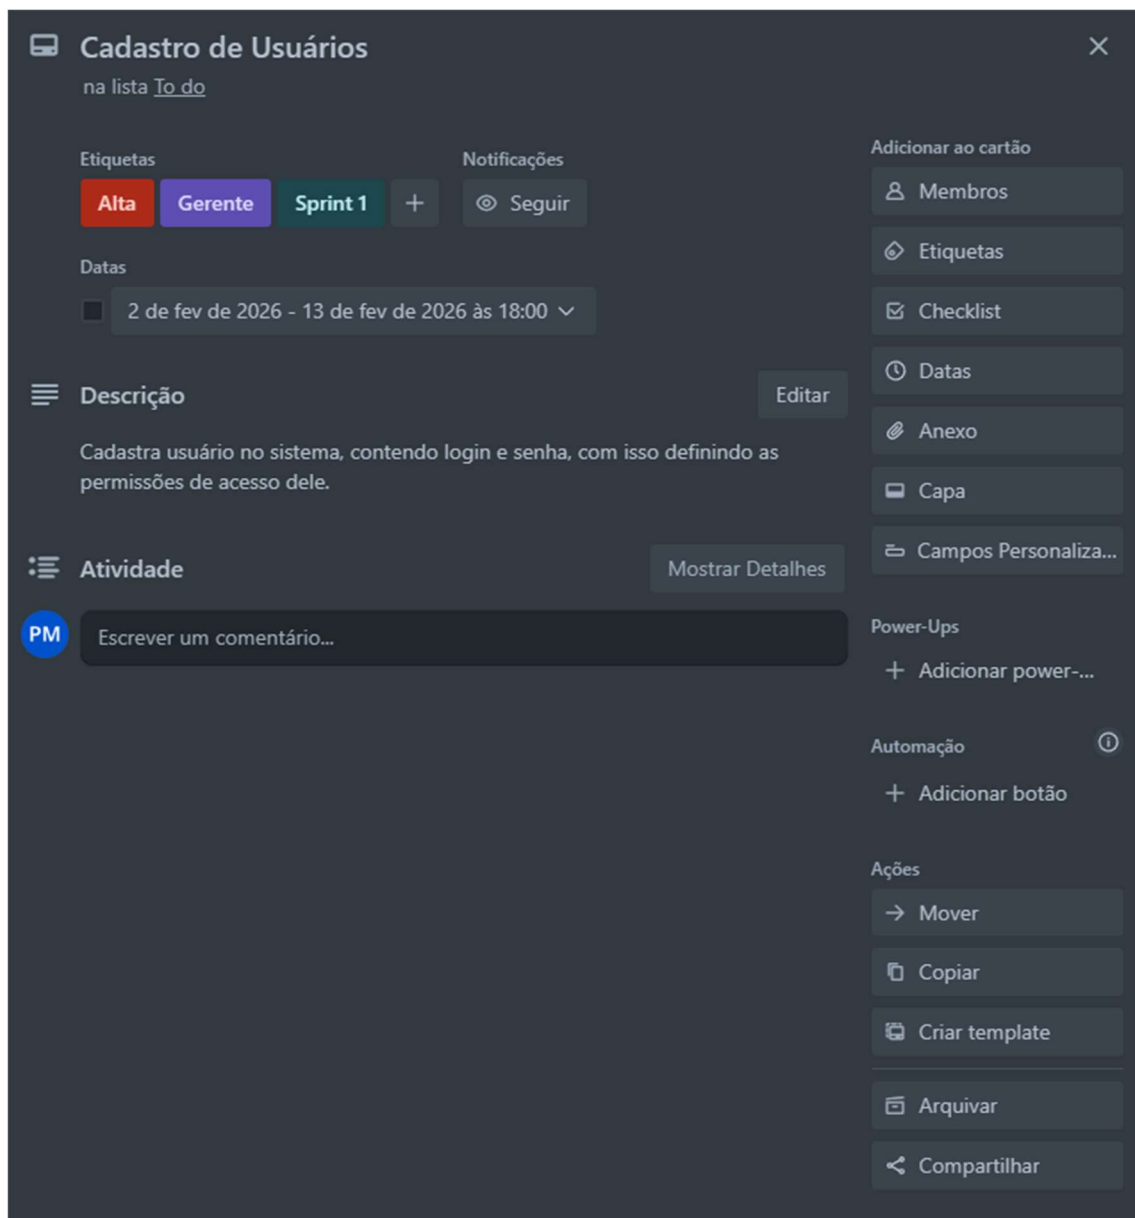 Cadastro de Usuários
na lista To do
Etiquetas
Alta
Gerente
Sprint 1
Notificações
Seguir
Datas
2 de fev de 2026 - 13 de fev de 2026 às 18:00
Descrição
Editar
Cadastra usuário no sistema, contendo login e senha, com isso definindo as
permissões de acesso dele.
Atividade
Mostrar Detalhes
PM
Escrever um comentário...
Adicionar ao cartão
Membros
Etiquetas
Checklist
Datas
Anexo
Capa
Campos Personaliza...
Power-Ups
Adicionar power-...
Automação
Adicionar botão
Ações
Mover
Copiar
Criar template
Arquivar
Compartilhar